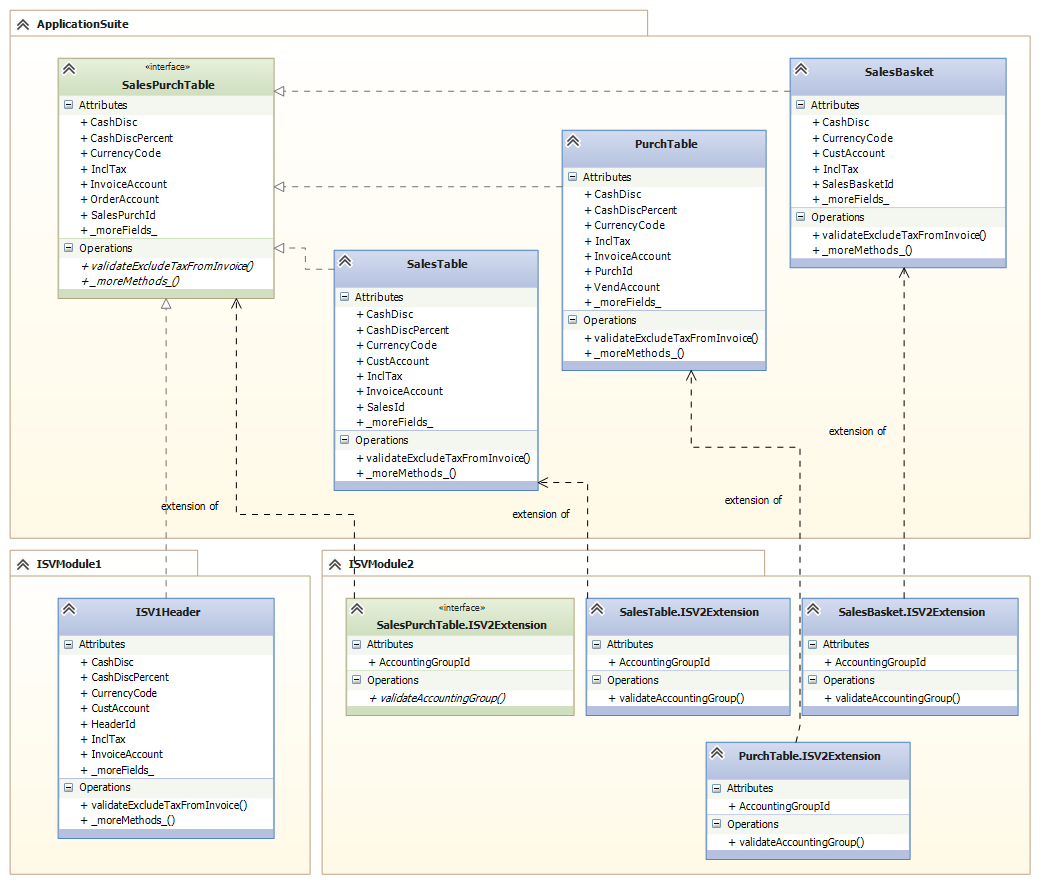 ApplicationSuite
«interface»
SalesPurchTable
Attributes
+ CashDisc
+ CashDiscPercent
+ CurrencyCode
+ InclTax
+ InvoiceAccount
+ OrderAccount
+ SalesPurchId
+ _moreFields_
Operations
+ validateExcludeTaxFromInvoice()
+ _moreMethods_()
SalesTable
Attributes
+ CashDisc
+ CashDiscPercent
+ CurrencyCode
+ CustAccount
+ InclTax
+ InvoiceAccount
+ SalesId
+ _moreFields_
Operations
+ validateExcludeTaxFromInvoice()
+ _moreMethods_()
PurchTable
Attributes
+ CashDisc
+ CashDiscPercent
+ CurrencyCode
+ InclTax
+ InvoiceAccount
+ PurchId
+ VendAccount
+ _moreFields_
Operations
+ validateExcludeTaxFromInvoice()
+ _moreMethods_()
SalesBasket
Attributes
+ CashDisc
+ CurrencyCode
+ CustAccount
+ InclTax
+ SalesBasketId
+ _moreFields_
Operations
+ validateExcludeTaxFromInvoice()
+ _moreMethods_()
extension of
extension of
extension of
extension of
ISVModule1
ISV1Header
Attributes
+ CashDisc
+ CashDiscPercent
+ CurrencyCode
+ CustAccount
+ HeaderId
+ InclTax
+ InvoiceAccount
+ _moreFields_
Operations
+ validateExcludeTaxFromInvoice()
+ _moreMethods_()
ISVModule2
«interface»
SalesPurchTable.ISV2Extension
Attributes
+ AccountingGroupId
Operations
+ validateAccountingGroup()
SalesTable.ISV2Extension
Attributes
+ AccountingGroupId
Operations
+ validateAccountingGroup()
SalesBasket.ISV2Extension
Attributes
+ AccountingGroupId
Operations
+ validateAccountingGroup()
PurchTable.ISV2Extension
Attributes
+ AccountingGroupId
Operations
+ validateAccountingGroup()